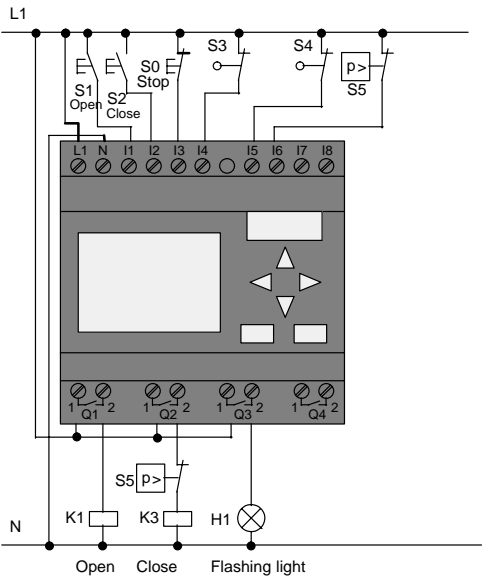 L1
S1
Open
S2
Close
S0
Stop
S3
S4
p>
S5
L1 N I1 I2 I3 I4 I5 I6 I7 I8
1 2 1 2 1 2 1 2
Q1 Q2 Q3 Q4
S5 p>
K1 K3 H1
N
Open Close Flashing light